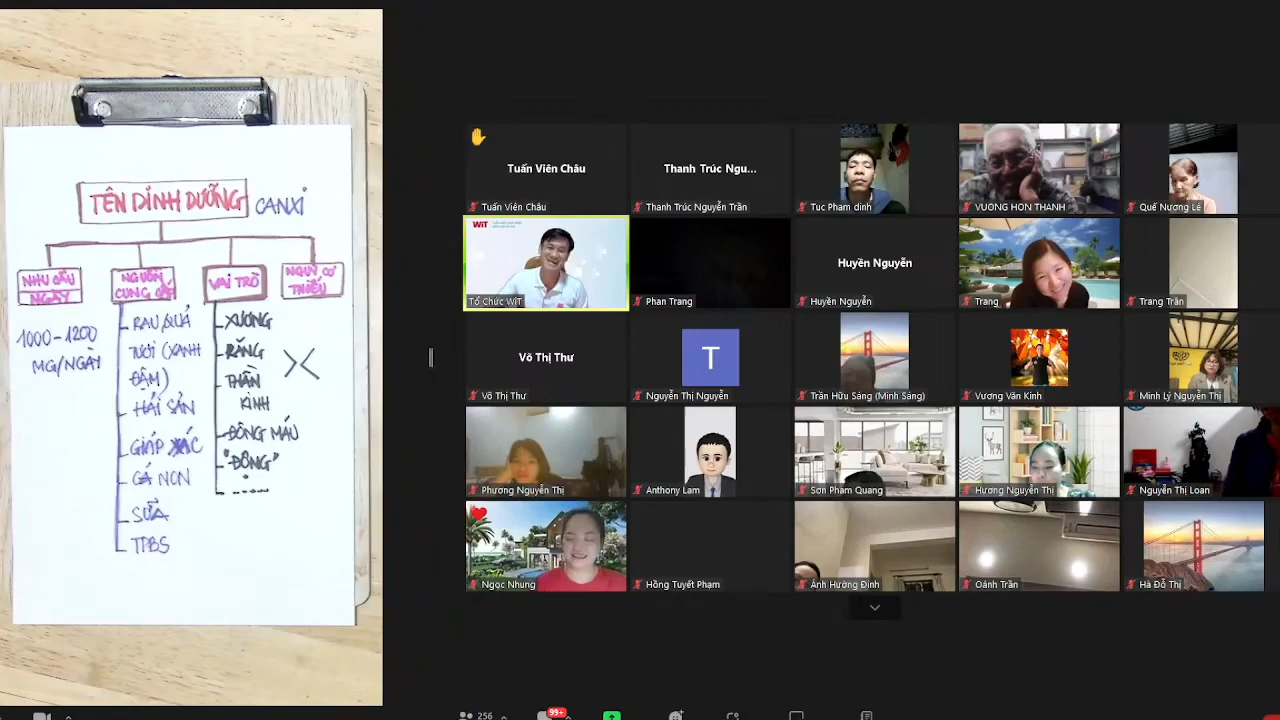 TÊN DINH DƯỠNG CANXI
NHU CẦU
NGÀY
1000-1200
MG/NGÀY
NGUỒN
CUNG CẤP
RAU QUẢ
TƯƠI (XANH
ĐẬM)
HẢI SẢN
GIÁP XÁC
CÁ NCN
SỮA
TPBS
VAI TRÒ
XƯƠNG
RĂNG
THẦN
KINH
ĐÔNG MÁU
"ĐỘNG"
NGUY CƠ
THIẾU
Tuấn Viên Châu
Tuấn Viên Châu
Thanh Trúc Ngu...
Thanh Trúc Nguyễn Trần
Tuc Pham dinh
VUONG HON THANH
Quế Nương Lê
WIT
Tổ Chức WiT
Phan Trang
Huyền Nguyễn
Huyền Nguyễn
Trang
Trang Trần
Võ Thị Thư
Võ Thị Thư
T
Nguyễn Thị Nguyễn
Trần Hữu Sáng (Minh Sáng)
Vương Văn Kính
Minh Lý Nguyễn Thị
Phương Nguyễn Thị
Anthony Lam
Sơn Phạm Quang
Hương Nguyễn Thị
Nguyễn Thị Loan
Ngọc Nhung
Hồng Tuyết Phạm
Ánh Hường Đinh
Oánh Trần
Hà Đỗ Thị
256
99+